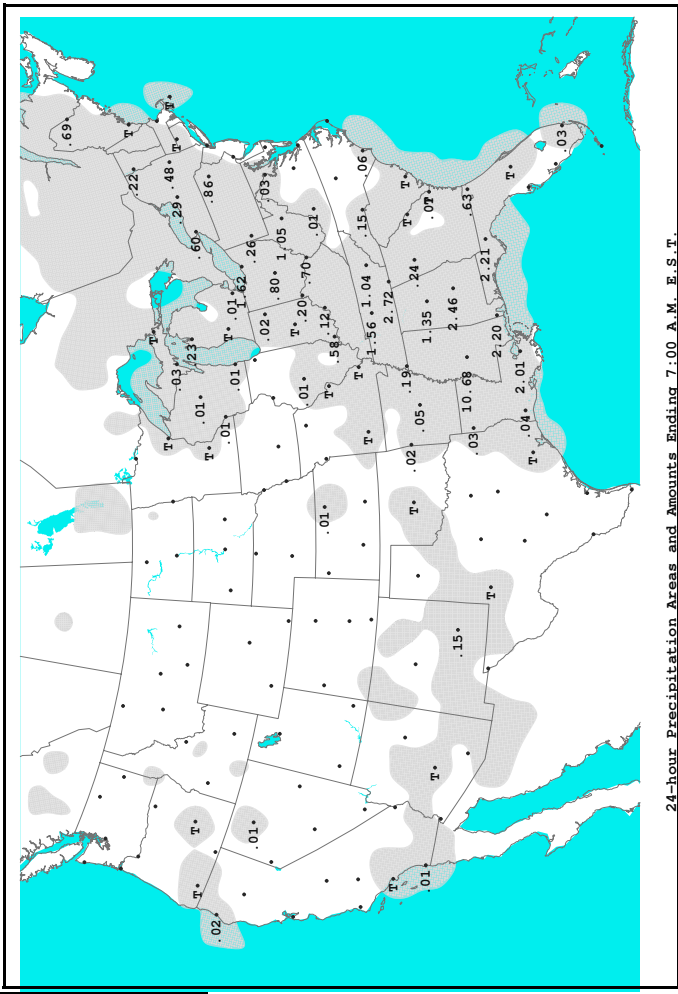 .69
T
.22
T
T
.48
T
.03
T
.29
.23
T
.60
T
.01
.86
T
.02
.01
T
.01
.01
1.62
.26
.01
.03
.02
.80
1.05
T
.20
.01
.70
.01
.01
.12
T
.58
T
.06
.15
1.04
T
1.56
2.72
T
T
.19
T
.02
T
.24
.05
.01
1.35
T
2.46
.15
10.68
.63
.03
2.21
T
2.20
T
2.01
.04
T
.03
24-hour Precipitation Areas and Amounts Ending 7:00 A.M. E.S.T.